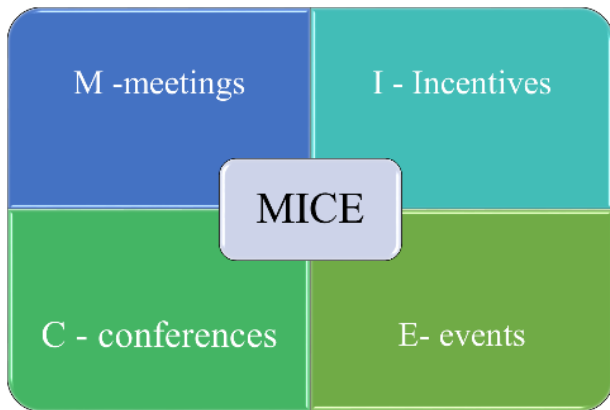 M -meetings
I - Incentives
MICE
C - conferences
E- events